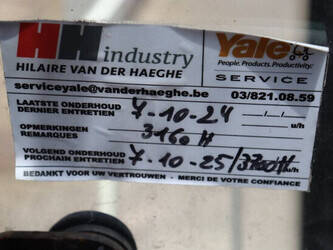 HH industry
Yale
People. Products. Productivity.
HILAIRE VAN DER HAEGHE
SERVICE
serviceyale@vanderhaeghe.be 03/821.08.59
LAATSTE ONDERHOUD
DERNIER ENTRETIEN 7-10-24 u/h
OPMERKINGEN
REMARQUES 3160 H
VOLGEND ONDERHOUD
PROCHAIN ENTRETIEN 7-10-25/3700H u/h
BEDANKT VOOR UW VERTROUWEN - MERCI DE VOTRE CONFIANCE